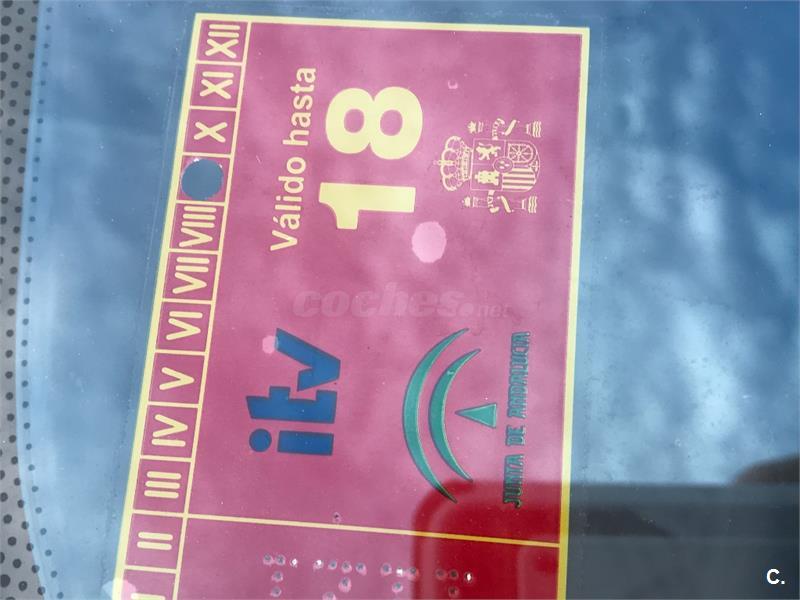 I II III IV V VI VII VIII X XI XII
Válido hasta
18
itv
JUNTA DE ANDALUCIA
coches.net
C.